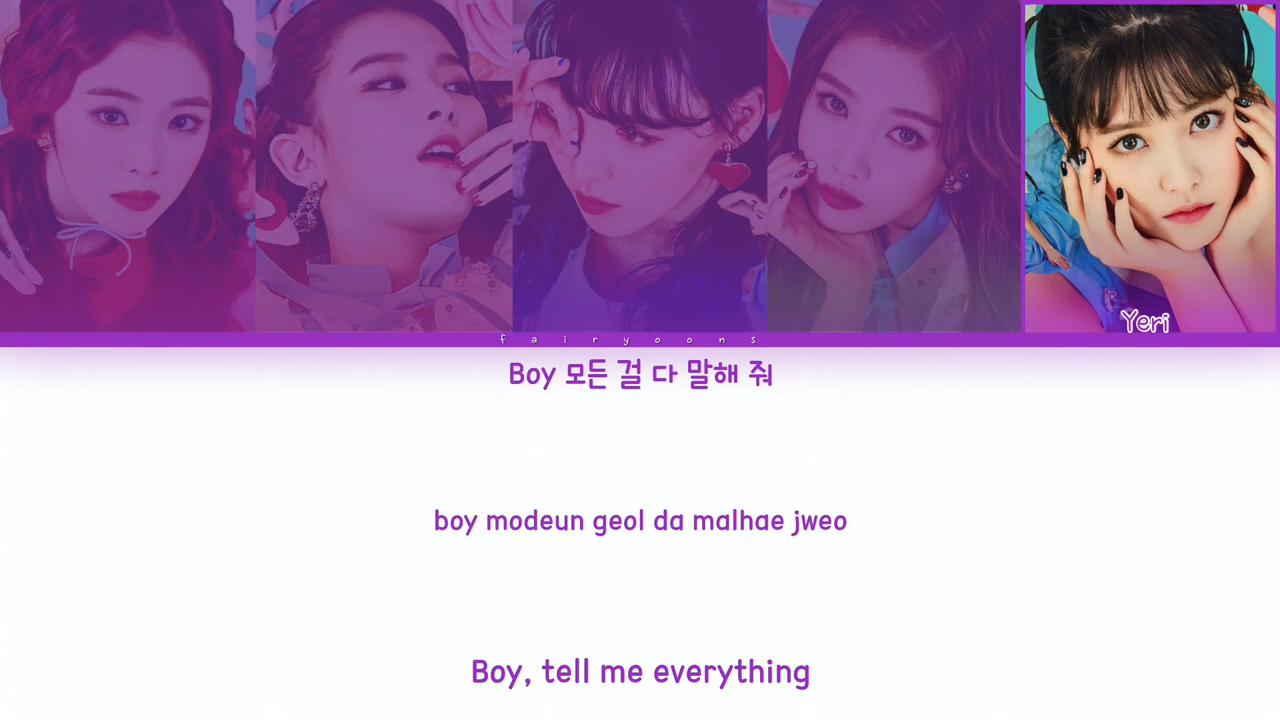 Yeri
fairyoons
Boy 모든 걸 다 말해 줘
boy modeun geol da malhae jweo
Boy, tell me everything